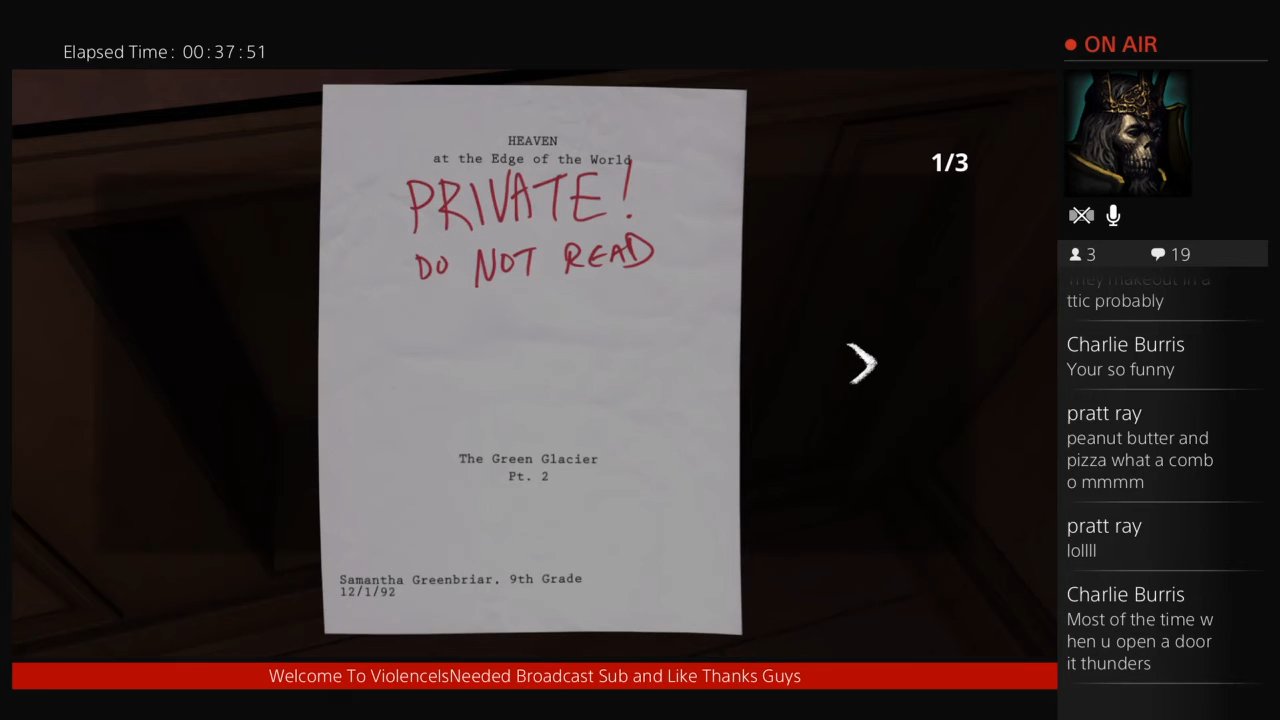 Elapsed Time: 00:37:51
HEAVEN
at the Edge of the World
PRIVATE!
DO NOT READ
The Green Glacier
Pt. 2
Samantha Greenbriar, 9th Grade
12/1/92
1/3
Welcome To ViolenceIsNeeded Broadcast Sub and Like Thanks Guys
ON AIR
3
19
They makeout in a
ttic probably
Charlie Burris
Your so funny
pratt ray
peanut butter and
pizza what a comb
o mmmm
pratt ray
lollll
Charlie Burris
Most of the time w
hen u open a door
it thunders